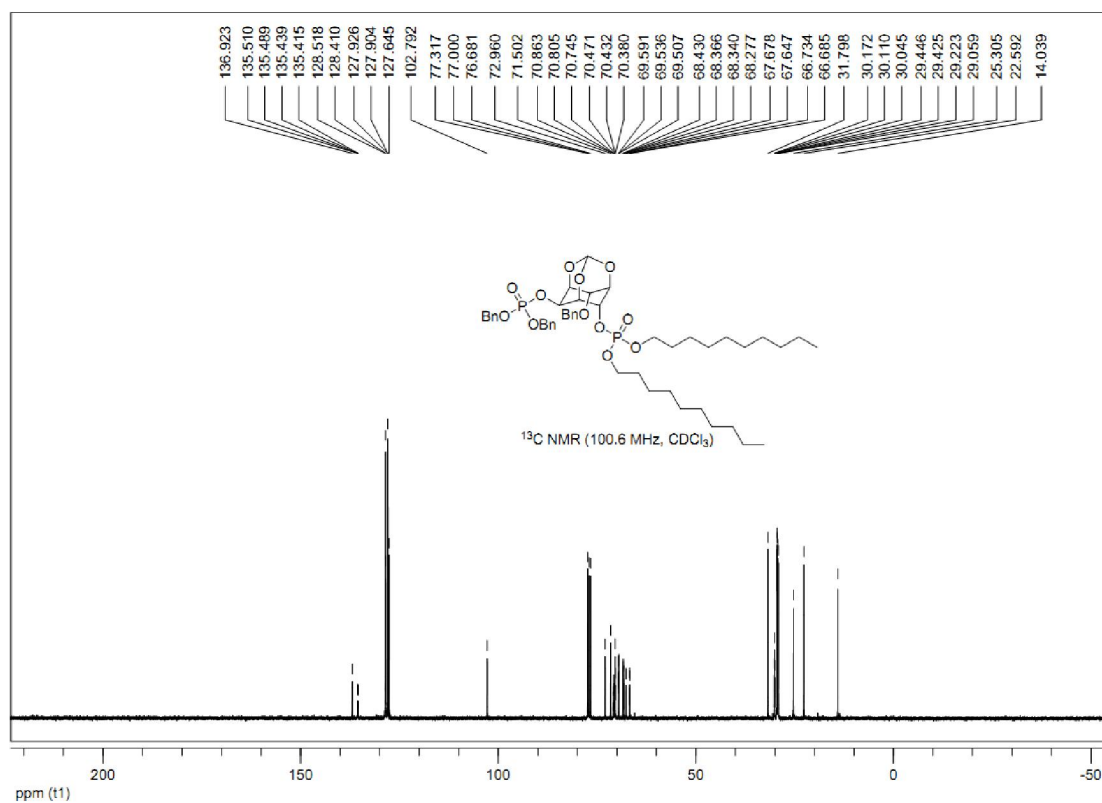 136.923 135.510 135.489 135.439 135.415 128.518 128.410 127.926 127.904 127.645 102.792 77.317 77.000 76.681 72.960 71.502 70.863 70.805 70.745 70.471 70.432 70.380 69.591 69.536 69.507 68.430 68.366 68.340 68.277 67.678 67.647 66.734 66.685 31.798 30.172 30.110 30.045 29.446 29.425 29.223 29.059 25.305 22.592 14.039
O O
O O
O P O BnO O O
BnO OBn P
O O
¹³C NMR (100.6 MHz, CDCl₃)
200 150 100 50 0 -50
ppm (t1)